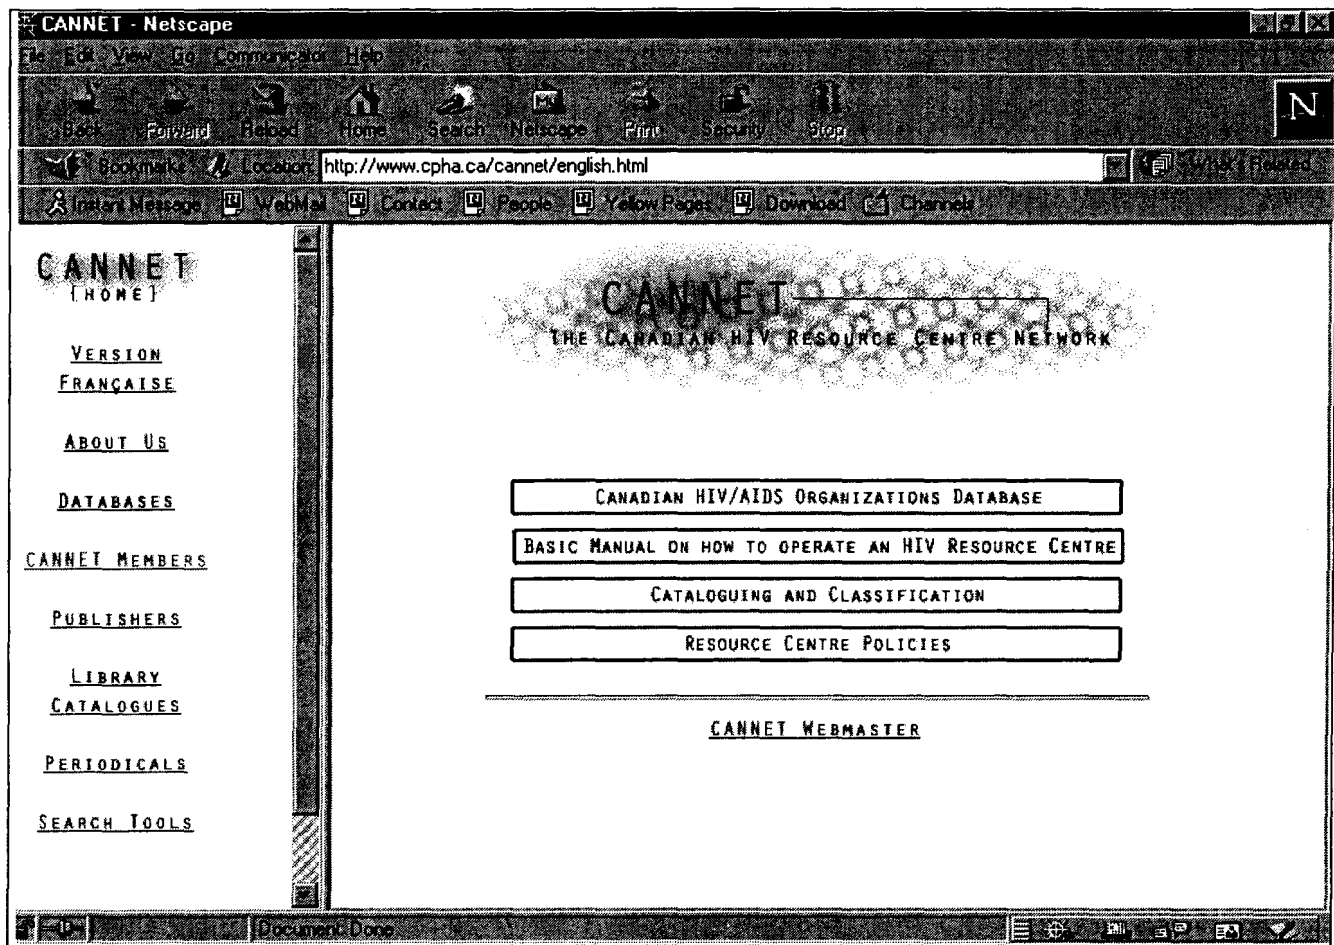 CANNET - Netscape
File Edit View Go Communicator Help
Back Forward Reload Home Search Netscape Print Security Stop
Bookmarks Location: http://www.cpha.ca/cannet/english.html What's Related
Instant Message WebMail Contact People Yellow Pages Download Channels
CANNET
[HOME]
VERSION
FRANÇAISE
ABOUT US
DATABASES
CANNET MEMBERS
PUBLISHERS
LIBRARY
CATALOGUES
PERIODICALS
SEARCH TOOLS
CANNET
THE CANADIAN HIV RESOURCE CENTRE NETWORK
CANADIAN HIV/AIDS ORGANIZATIONS DATABASE
BASIC MANUAL ON HOW TO OPERATE AN HIV RESOURCE CENTRE
CATALOGUING AND CLASSIFICATION
RESOURCE CENTRE POLICIES
CANNET WEBMASTER
Document: Done